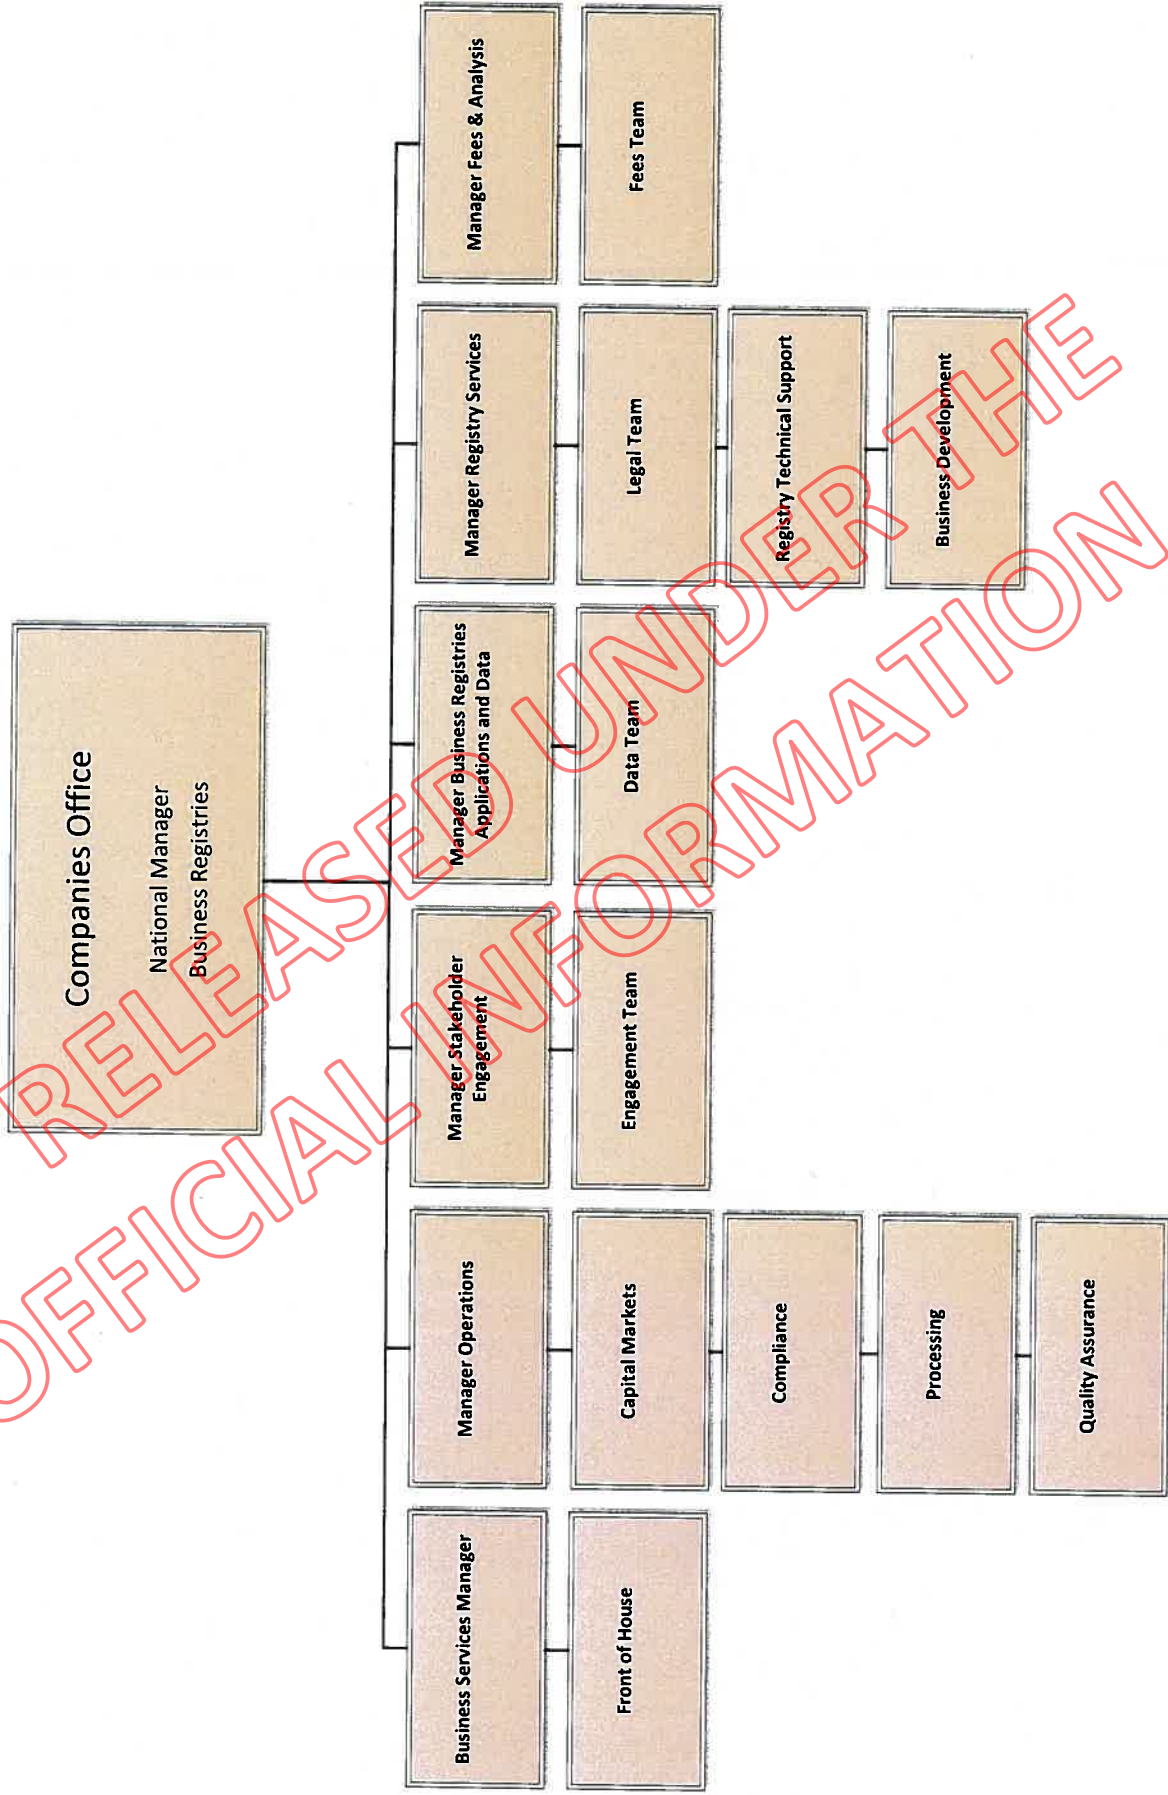 Companies Office
National Manager
Business Registries
Business Services Manager
Front of House
Manager Operations
Capital Markets
Compliance
Processing
Quality Assurance
Manager Stakeholder
Engagement
Engagement Team
Manager Business Registries
Applications and Data
Data Team
Manager Registry Services
Legal Team
Registry Technical Support
Business Development
Manager Fees & Analysis
Fees Team
RELEASED UNDER THE
OFFICIAL INFORMATION